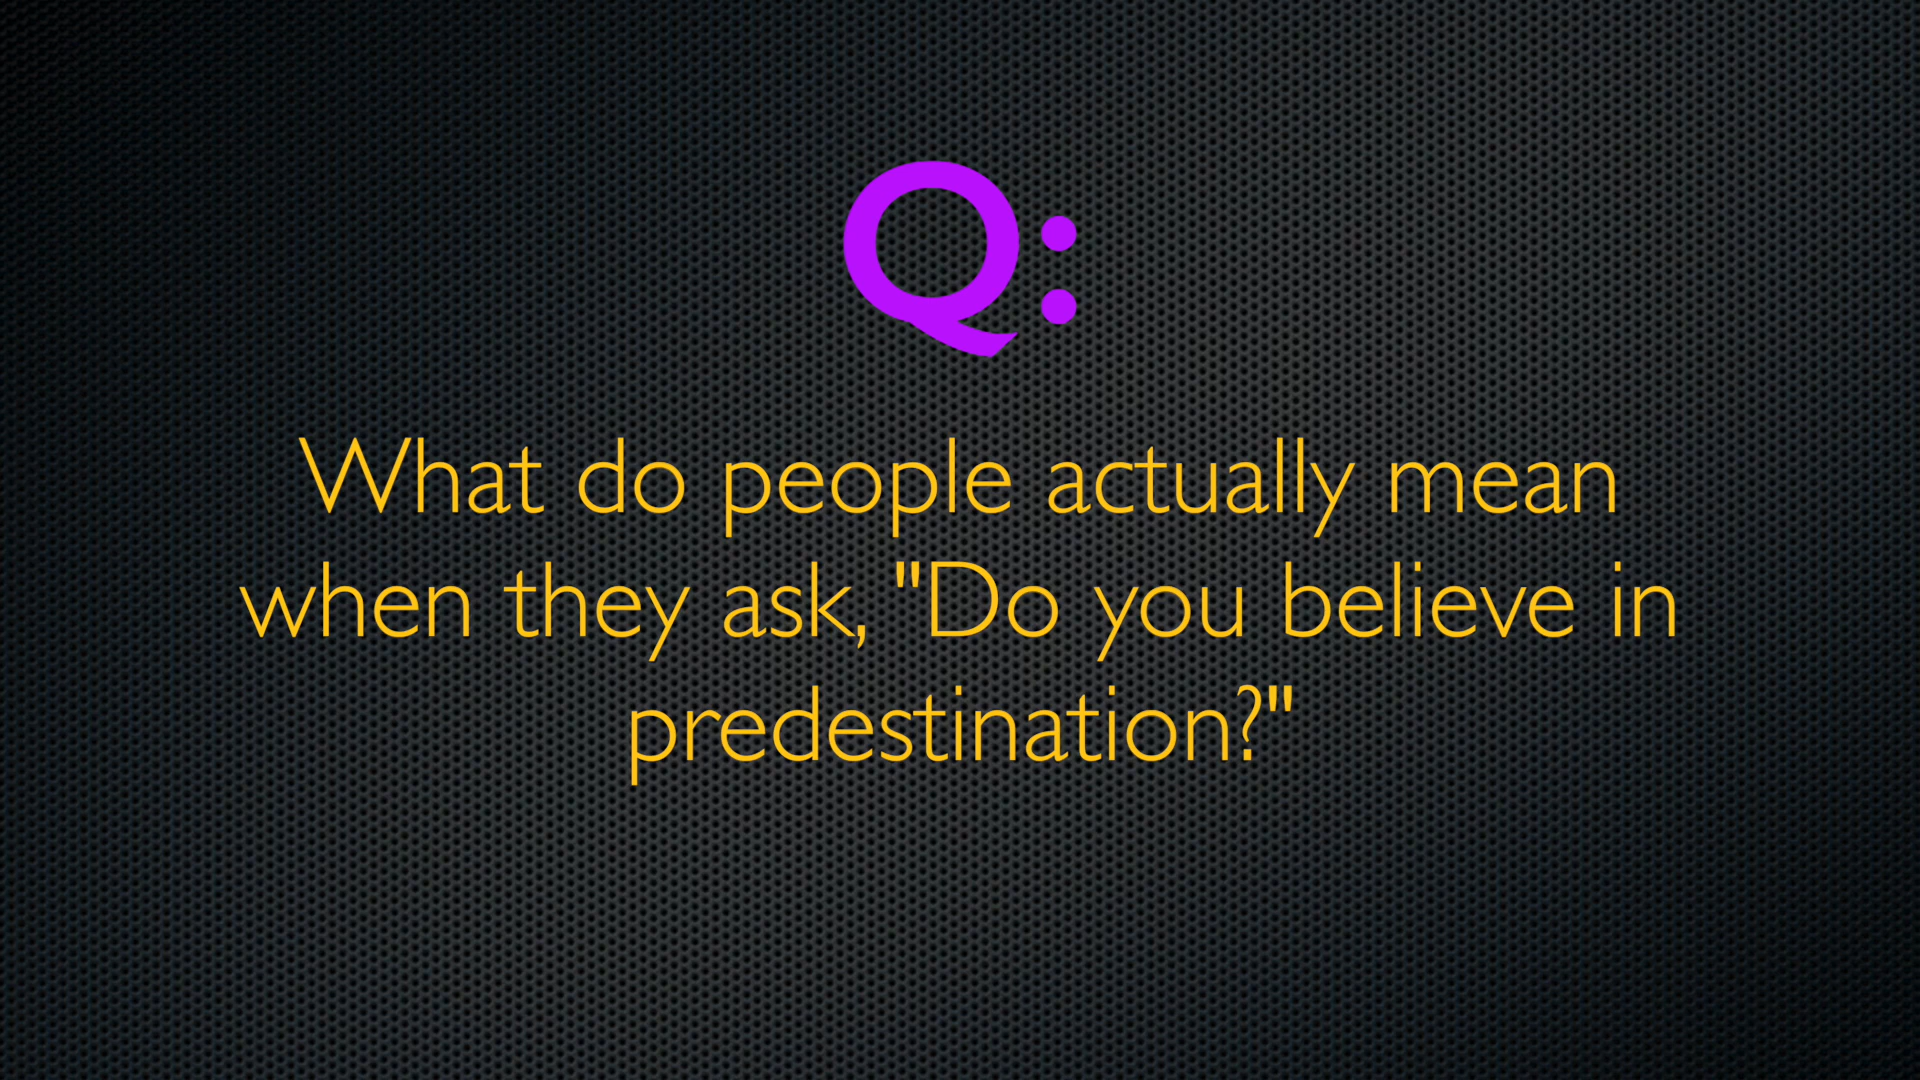 Q:
What do people actually mean
when they ask, "Do you believe in
predestination?"